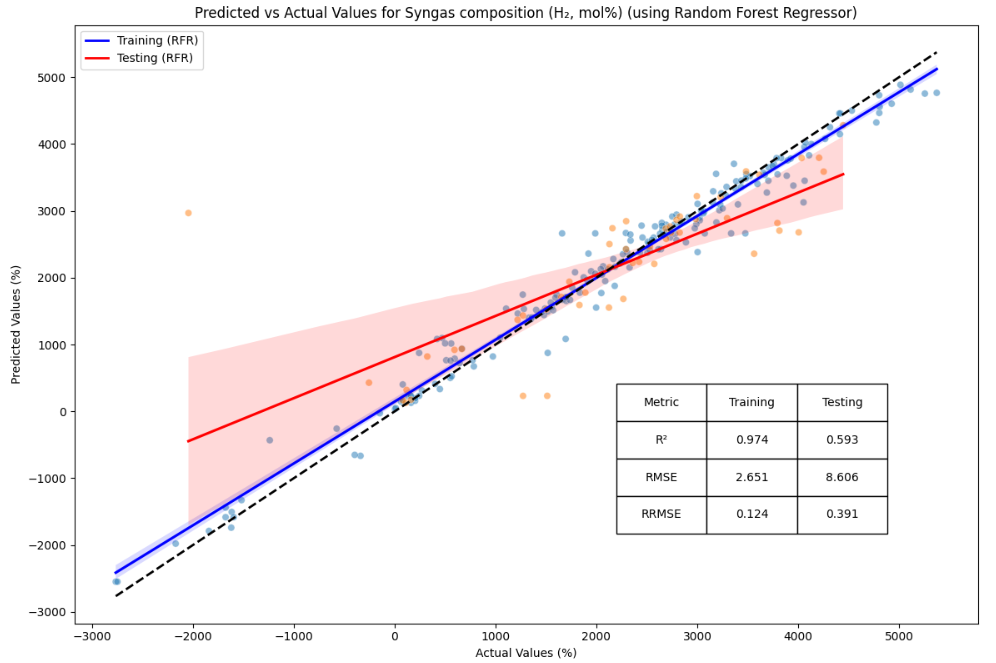 Predicted vs Actual Values for Syngas composition (H₂, mol%) (using Random Forest Regressor)
Training (RFR)
Testing (RFR)
Predicted Values (%)
5000
4000
3000
2000
1000
0
−1000
−2000
−3000
Metric Training Testing
R² 0.974 0.593
RMSE 2.651 8.606
RRMSE 0.124 0.391
−3000 −2000 −1000 0 1000 2000 3000 4000 5000
Actual Values (%)